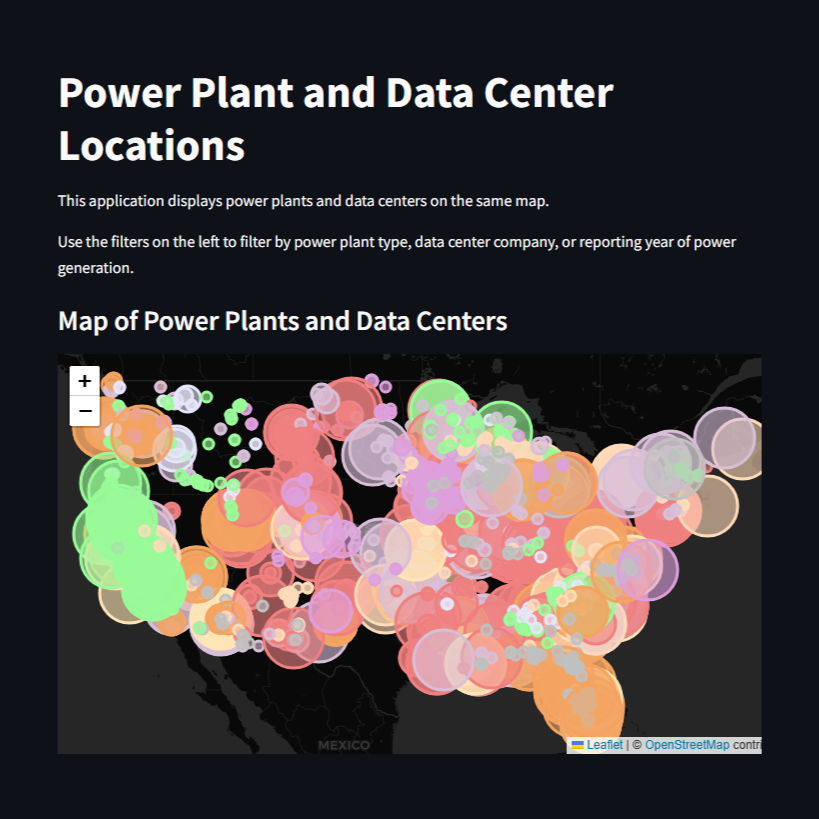 Power Plant and Data Center
Locations
This application displays power plants and data centers on the same map.
Use the filters on the left to filter by power plant type, data center company, or reporting year of power
generation.
Map of Power Plants and Data Centers
+
−
MEXICO
Leaflet | © OpenStreetMap contri